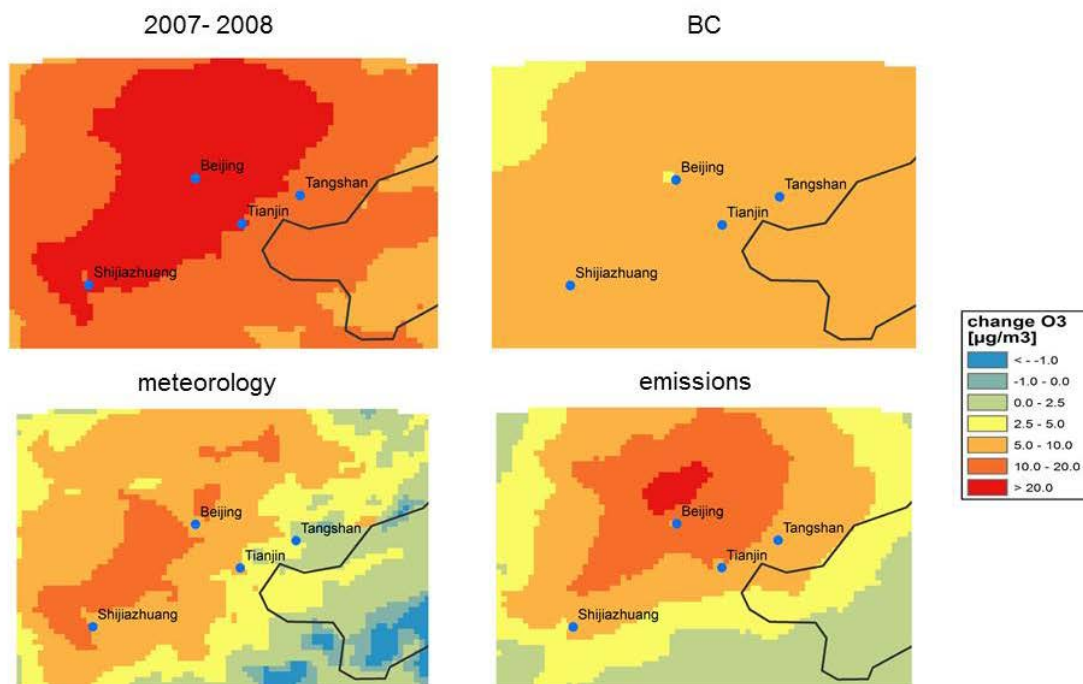 2007- 2008
BC
Beijing
Tangshan
Tianjin
Shijiazhuang
Beijing
Tangshan
Tianjin
Shijiazhuang
change O3
[µg/m3]
< - -1.0
-1.0 - 0.0
0.0 - 2.5
2.5 - 5.0
5.0 - 10.0
10.0 - 20.0
> 20.0
meteorology
emissions
Beijing
Tangshan
Tianjin
Shijiazhuang
Beijing
Tangshan
Tianjin
Shijiazhuang